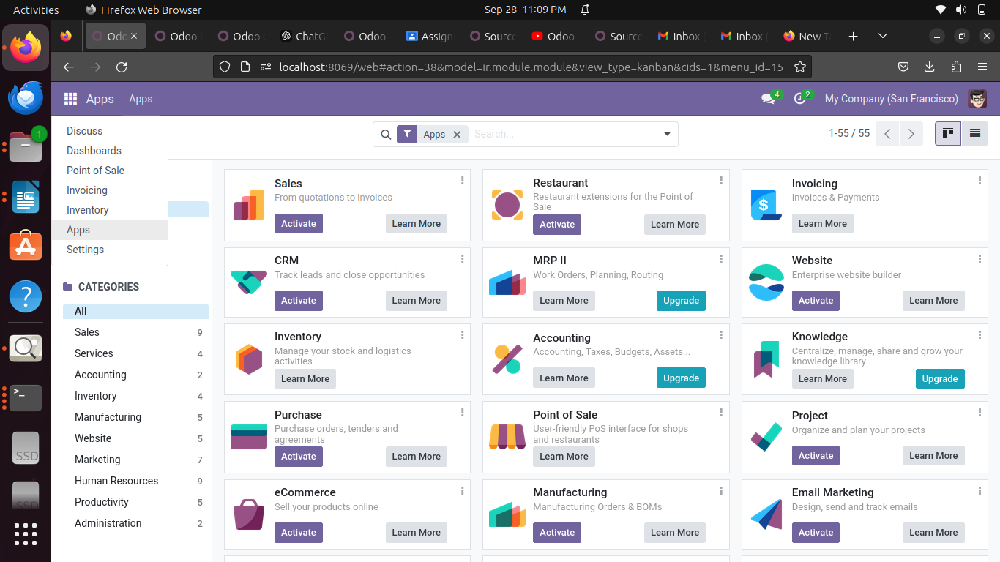 Activities
Firefox Web Browser
Sep 28 11:09 PM
Odo
Odoo
Odoo
ChatG
Odoo
Assign
Source
Odoo
Source
Inbox
Inbox
New T
localhost:8069/web#action=38&model=ir.module.module&view_type=kanban&cids=1&menu_id=15
Apps
Apps
4
2
My Company (San Francisco)
1
Discuss
Dashboards
Point of Sale
Invoicing
Inventory
Apps
Settings
Apps
Search...
1-55 / 55
CATEGORIES
All
Sales 9
Services 4
Accounting 2
Inventory 4
Manufacturing 5
Website 5
Marketing 7
Human Resources 9
Productivity 5
Administration 2
Sales
From quotations to invoices
Activate
Learn More
Restaurant
Restaurant extensions for the Point of
Sale
Activate
Learn More
Invoicing
Invoices & Payments
Learn More
CRM
Track leads and close opportunities
Activate
Learn More
MRP II
Work Orders, Planning, Routing
Learn More
Upgrade
Website
Enterprise website builder
Activate
Learn More
Inventory
Manage your stock and logistics
activities
Learn More
Accounting
Accounting, Taxes, Budgets, Assets...
Learn More
Upgrade
Knowledge
Centralize, manage, share and grow your
knowledge library
Learn More
Upgrade
Purchase
Purchase orders, tenders and
agreements
Activate
Learn More
Point of Sale
User-friendly PoS interface for shops
and restaurants
Learn More
Project
Organize and plan your projects
Activate
Learn More
eCommerce
Sell your products online
Activate
Learn More
Manufacturing
Manufacturing Orders & BOMs
Activate
Learn More
Email Marketing
Design, send and track emails
Activate
Learn More
SSD
SSD